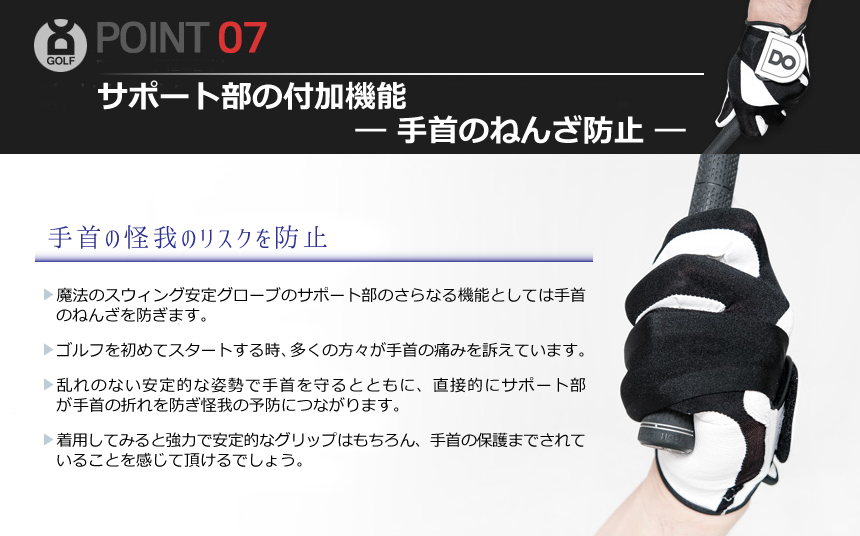 DO
GOLF
POINT 07
サポート部の付加機能
― 手首のねんざ防止 ―
DO
手首の怪我のリスクを防止
魔法のスウィング安定グローブのサポート部のさらなる機能としては手首
のねんざを防ぎます。
ゴルフを初めてスタートする時、多くの方々が手首の痛みを訴えています。
乱れのない安定的な姿勢で手首を守るとともに、直接的にサポート部
が手首の折れを防ぎ怪我の予防につながります。
着用してみると強力で安定的なグリップはもちろん、手首の保護までされて
いることを感じて頂けるでしょう。